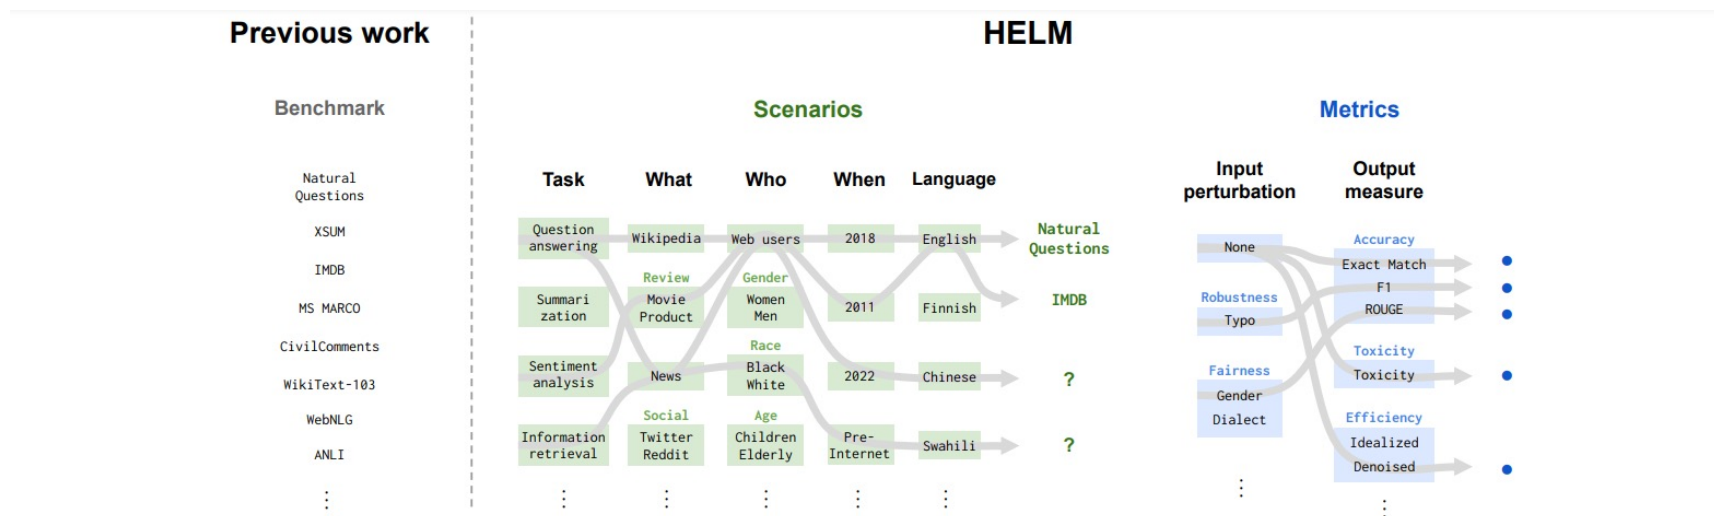 Previous work
HELM
Benchmark
Scenarios
Metrics
Natural
Questions
XSUM
IMDB
MS MARCO
CivilComments
WikiText-103
WebNLG
ANLI
⋮
Task
What
Who
When
Language
Question
answering
Wikipedia
Web users
2018
English
Natural
Questions
Summari
zation
Review
Movie
Product
Gender
Women
Men
2011
Finnish
IMDB
Sentiment
analysis
News
Race
Black
White
2022
Chinese
?
Information
retrieval
Social
Twitter
Reddit
Age
Children
Elderly
Pre-
Internet
Swahili
?
⋮ ⋮ ⋮ ⋮ ⋮
Input
perturbation
None
Robustness
Typo
Fairness
Gender
Dialect
⋮
Output
measure
Accuracy
Exact Match
F1
ROUGE
Toxicity
Toxicity
Efficiency
Idealized
Denoised
⋮